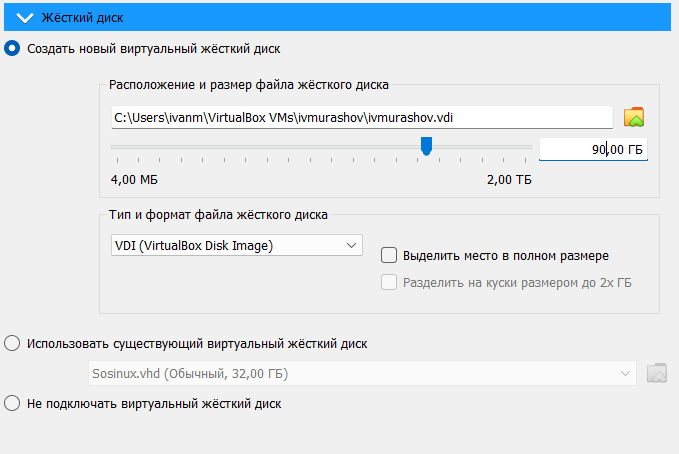 Жёсткий диск
Создать новый виртуальный жёсткий диск
Расположение и размер файла жёсткого диска
C:\Users\ivanm\VirtualBox VMs\ivmurashov\ivmurashov.vdi
90,00 ГБ
4,00 МБ 2,00 ТБ
Тип и формат файла жёсткого диска
VDI (VirtualBox Disk Image)
Выделить место в полном размере
Разделить на куски размером до 2х ГБ
Использовать существующий виртуальный жёсткий диск
Sosinux.vhd (Обычный, 32,00 ГБ)
Не подключать виртуальный жёсткий диск